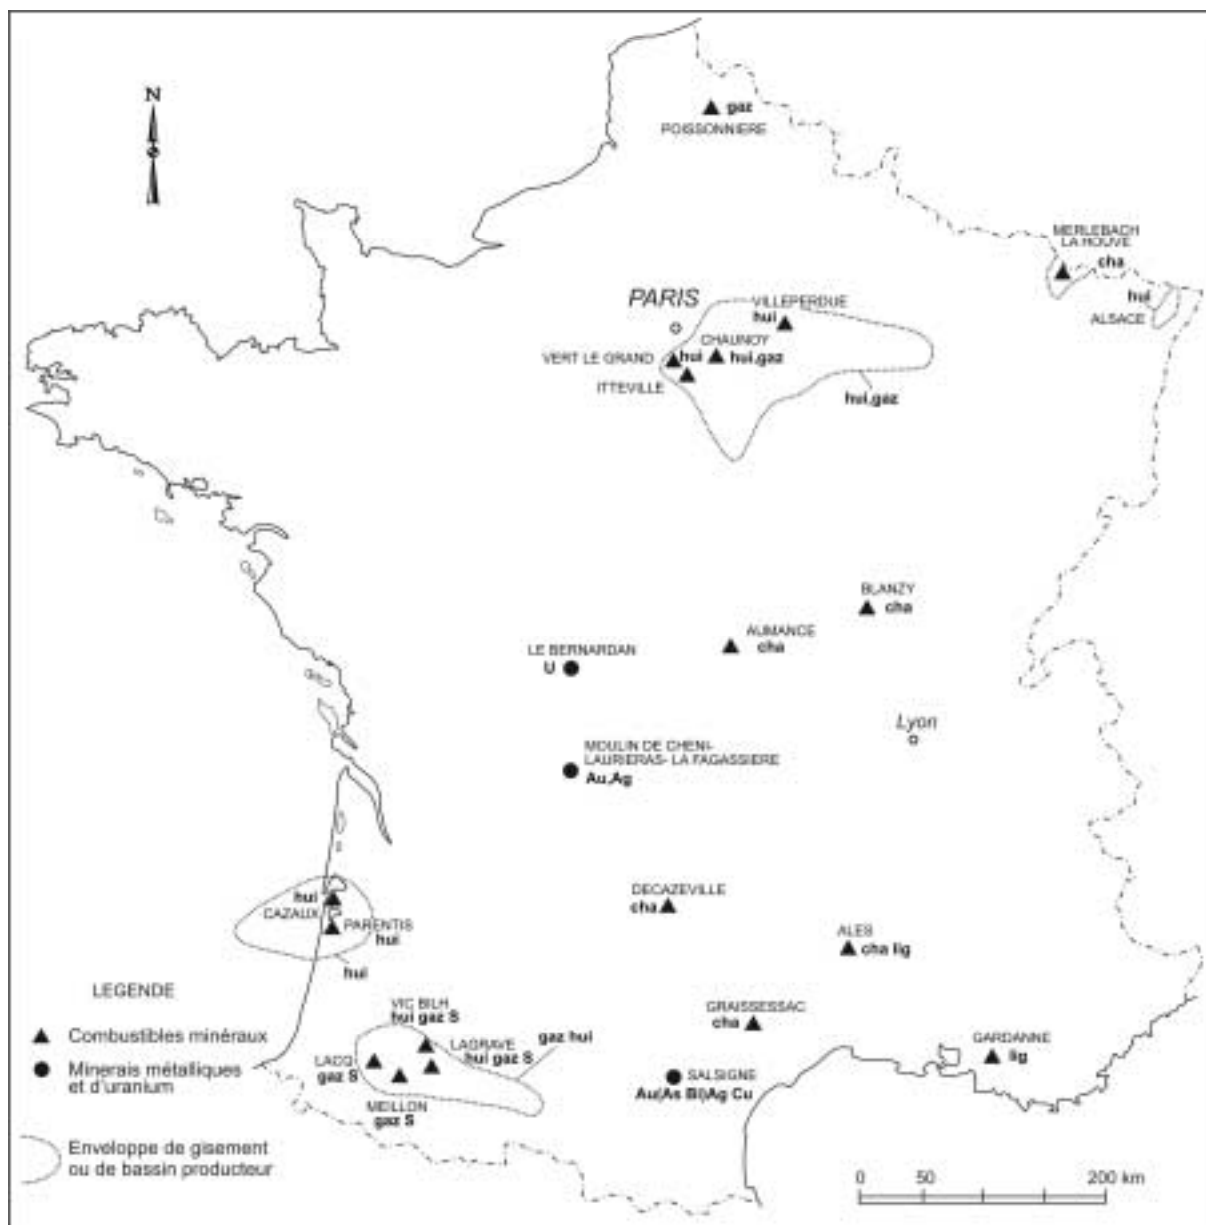 N
gaz
POISSONNIERE
MERLEBACH
LA HOUVE
cha
hui
ALSACE
PARIS
VILLEPERDUE
hui
CHAUNOY
VERT LE GRAND
hui
hui,gaz
ITTEVILLE
hui,gaz
BLANZY
cha
AUMANCE
cha
LE BERNARDAN
U
Lyon
MOULIN DE CHENI-
LAURIERAS- LA FAGASSIERE
Au,Ag
DECAZEVILLE
cha
hui
CAZAUX
PARENTIS
hui
hui
ALES
cha lig
LEGENDE
Combustibles minéraux
Minerais métalliques
et d'uranium
Enveloppe de gisement
ou de bassin producteur
VIC BILH
hui gaz S
LAGRAVE
hui gaz S
gaz hui
LACQ
gaz S
MEILLON
gaz S
GRAISSESSAC
cha
GARDANNE
lig
SALSIGNE
Au(As Bi)Ag Cu
0 50 200 km